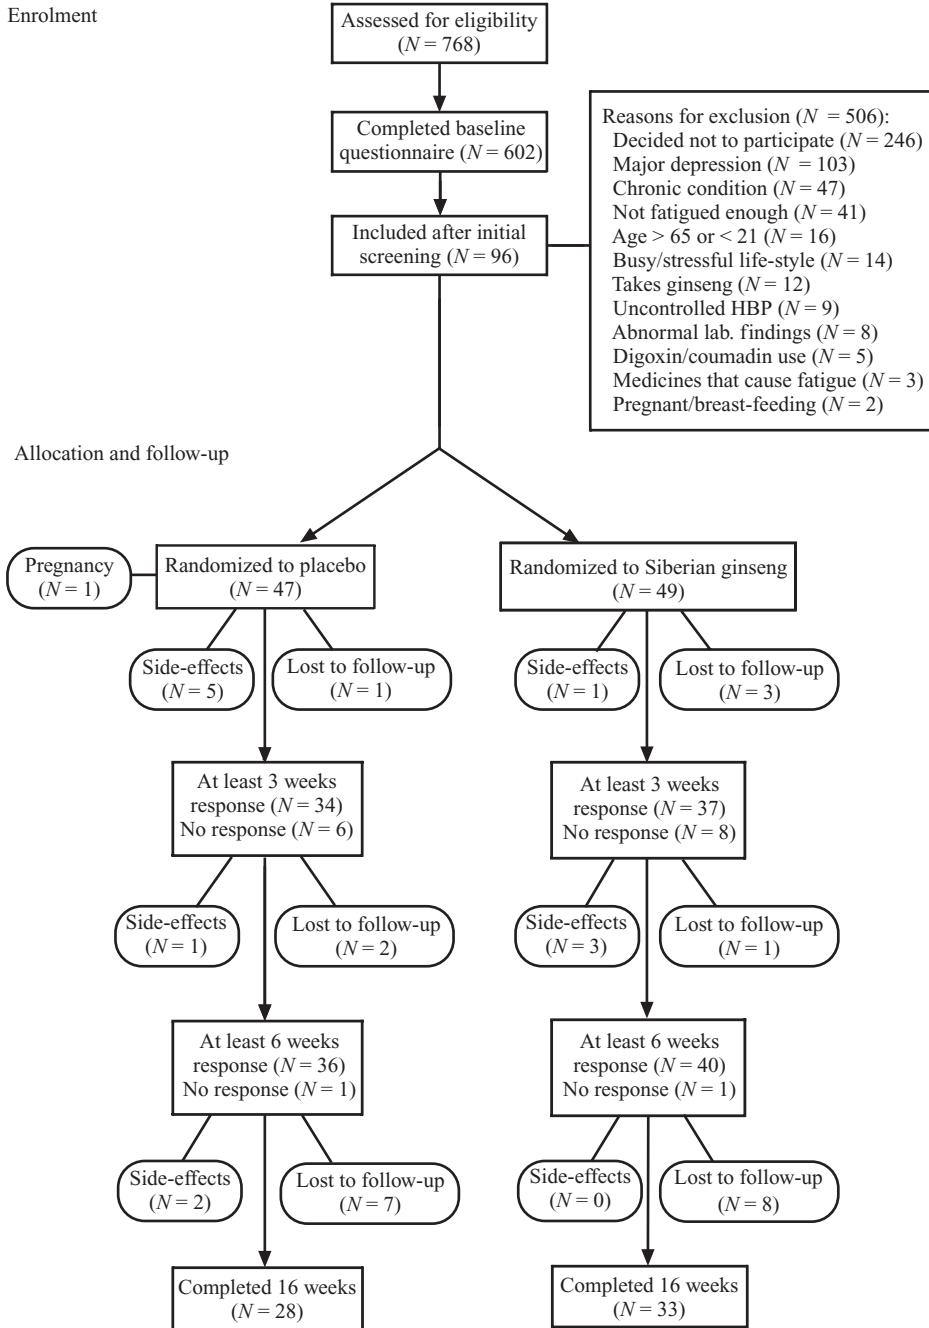 Enrolment
Assessed for eligibility
(N = 768)
Completed baseline
questionnaire (N = 602)
Included after initial
screening (N = 96)
Reasons for exclusion (N = 506):
Decided not to participate (N = 246)
Major depression (N = 103)
Chronic condition (N = 47)
Not fatigued enough (N = 41)
Age > 65 or < 21 (N = 16)
Busy/stressful life-style (N = 14)
Takes ginseng (N = 12)
Uncontrolled HBP (N = 9)
Abnormal lab. findings (N = 8)
Digoxin/coumadin use (N = 5)
Medicines that cause fatigue (N = 3)
Pregnant/breast-feeding (N = 2)
Allocation and follow-up
Pregnancy
(N = 1)
Randomized to placebo
(N = 47)
Randomized to Siberian ginseng
(N = 49)
Side-effects
(N = 5)
Lost to follow-up
(N = 1)
Side-effects
(N = 1)
Lost to follow-up
(N = 3)
At least 3 weeks
response (N = 34)
No response (N = 6)
At least 3 weeks
response (N = 37)
No response (N = 8)
Side-effects
(N = 1)
Lost to follow-up
(N = 2)
Side-effects
(N = 3)
Lost to follow-up
(N = 1)
At least 6 weeks
response (N = 36)
No response (N = 1)
At least 6 weeks
response (N = 40)
No response (N = 1)
Side-effects
(N = 2)
Lost to follow-up
(N = 7)
Side-effects
(N = 0)
Lost to follow-up
(N = 8)
Completed 16 weeks
(N = 28)
Completed 16 weeks
(N = 33)